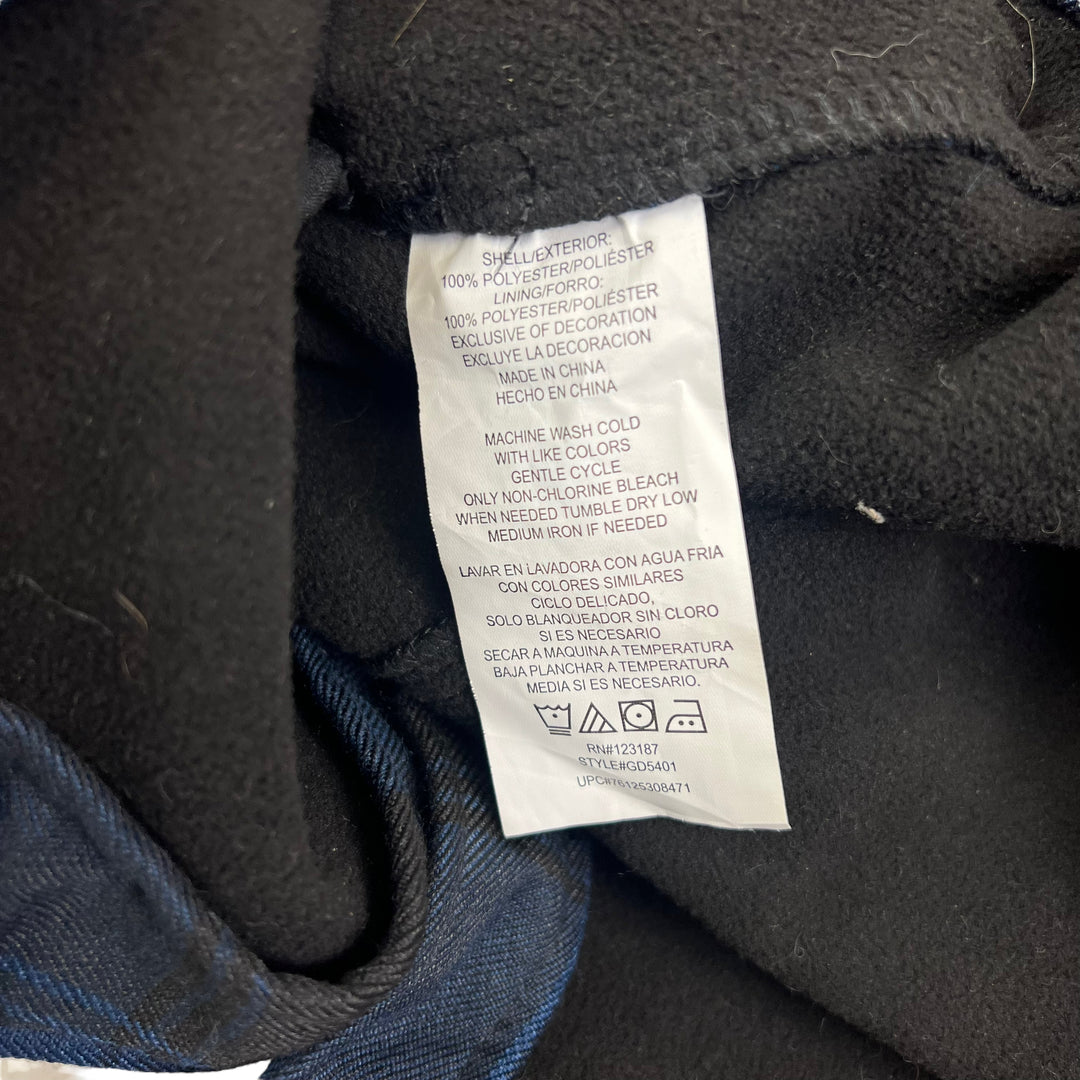 SHELL/EXTERIOR:
100% POLYESTER/POLIÉSTER
LINING/FORRO:
100% POLYESTER/POLIÉSTER
EXCLUSIVE OF DECORATION
EXCLUYE LA DECORACION
MADE IN CHINA
HECHO EN CHINA
MACHINE WASH COLD
WITH LIKE COLORS
GENTLE CYCLE
ONLY NON-CHLORINE BLEACH
WHEN NEEDED TUMBLE DRY LOW
MEDIUM IRON IF NEEDED
LAVAR EN LAVADORA CON AGUA FRIA
CON COLORES SIMILARES
CICLO DELICADO,
SOLO BLANQUEADOR SIN CLORO
SI ES NECESARIO
SECAR A MAQUINA A TEMPERATURA
BAJA PLANCHAR A TEMPERATURA
MEDIA SI ES NECESARIO.
RN#123187
STYLE#GD5401
UPC#76125308471